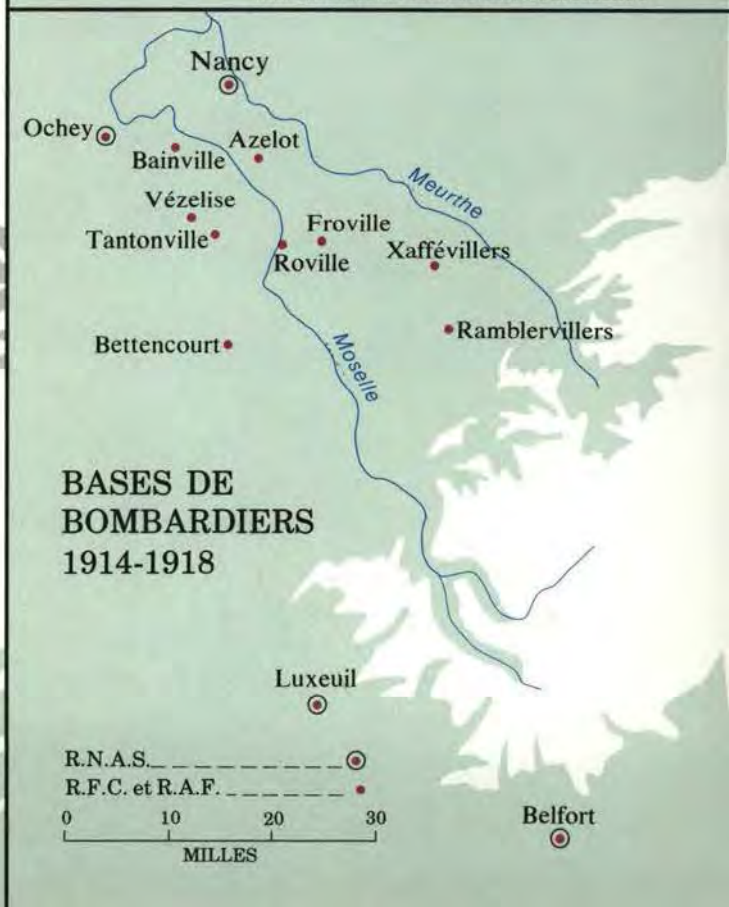 Nancy
Ochey
Azelot
Bainville
Meurthe
Vézelise
Froville
Tantonville
Xaffévillers
Roville
Ramblervillers
Bettencourt
Moselle
BASES DE
BOMBARDIERS
1914-1918
Luxeuil
R.N.A.S.
R.F.C. et R.A.F.
Belfort
0 10 20 30
MILLES